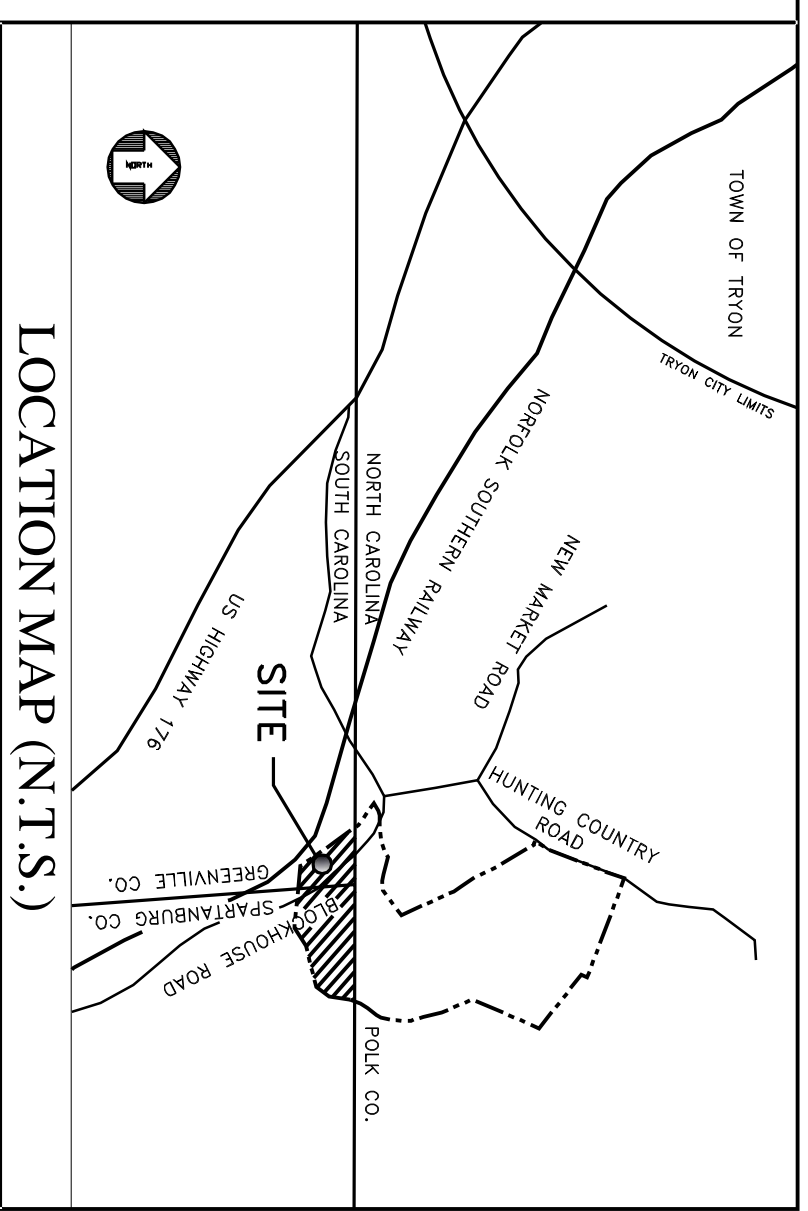 TOWN OF TRYON
TRYON CITY LIMITS
NORTH
NORFOLK SOUTHERN RAILWAY
NEW MARKET ROAD
NORTH CAROLINA
SOUTH CAROLINA
US HIGHWAY 176
SITE
HUNTING COUNTRY
ROAD
GREENVILLE CO.
SPARTANBURG CO.
BLOCKHOUSE ROAD
POLK CO.
LOCATION MAP (N.T.S.)